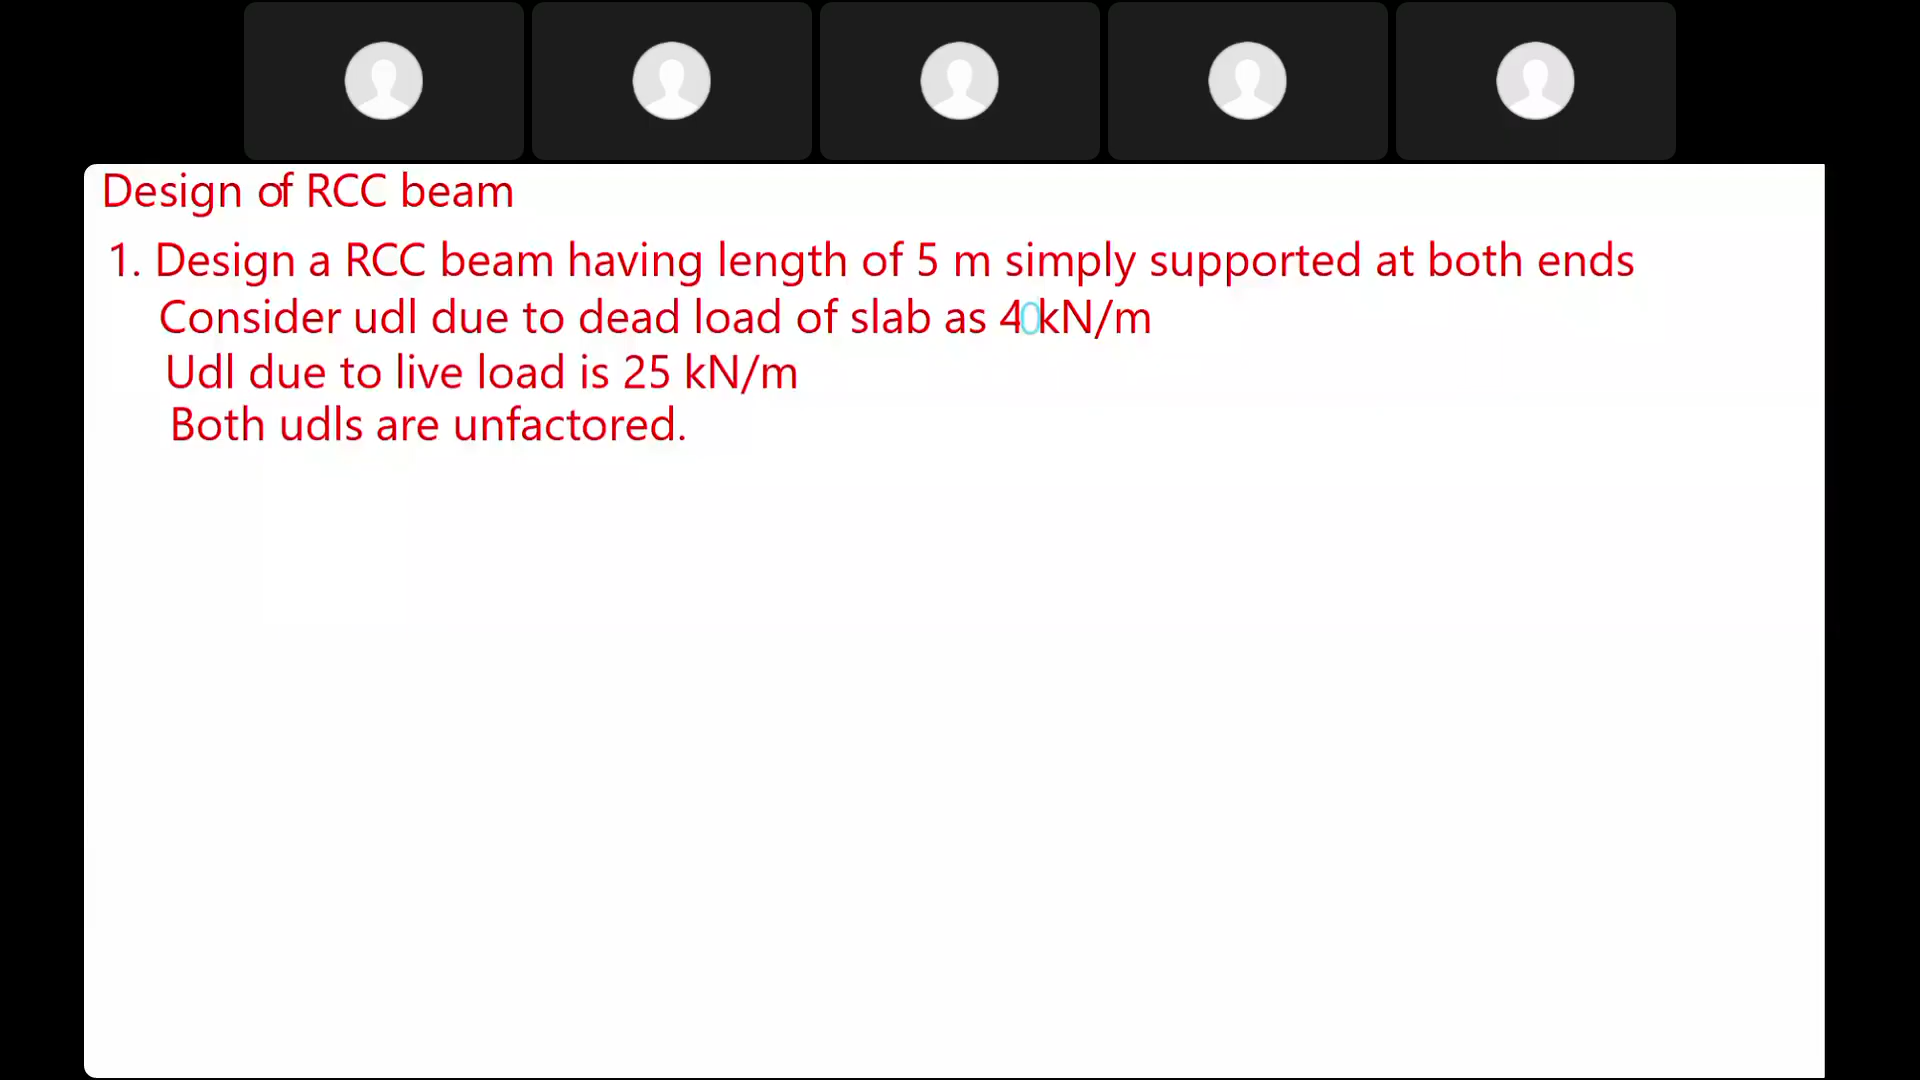 Design of RCC beam
1. Design a RCC beam having length of 5 m simply supported at both ends
Consider udl due to dead load of slab as 40kN/m
Udl due to live load is 25 kN/m
Both udls are unfactored.